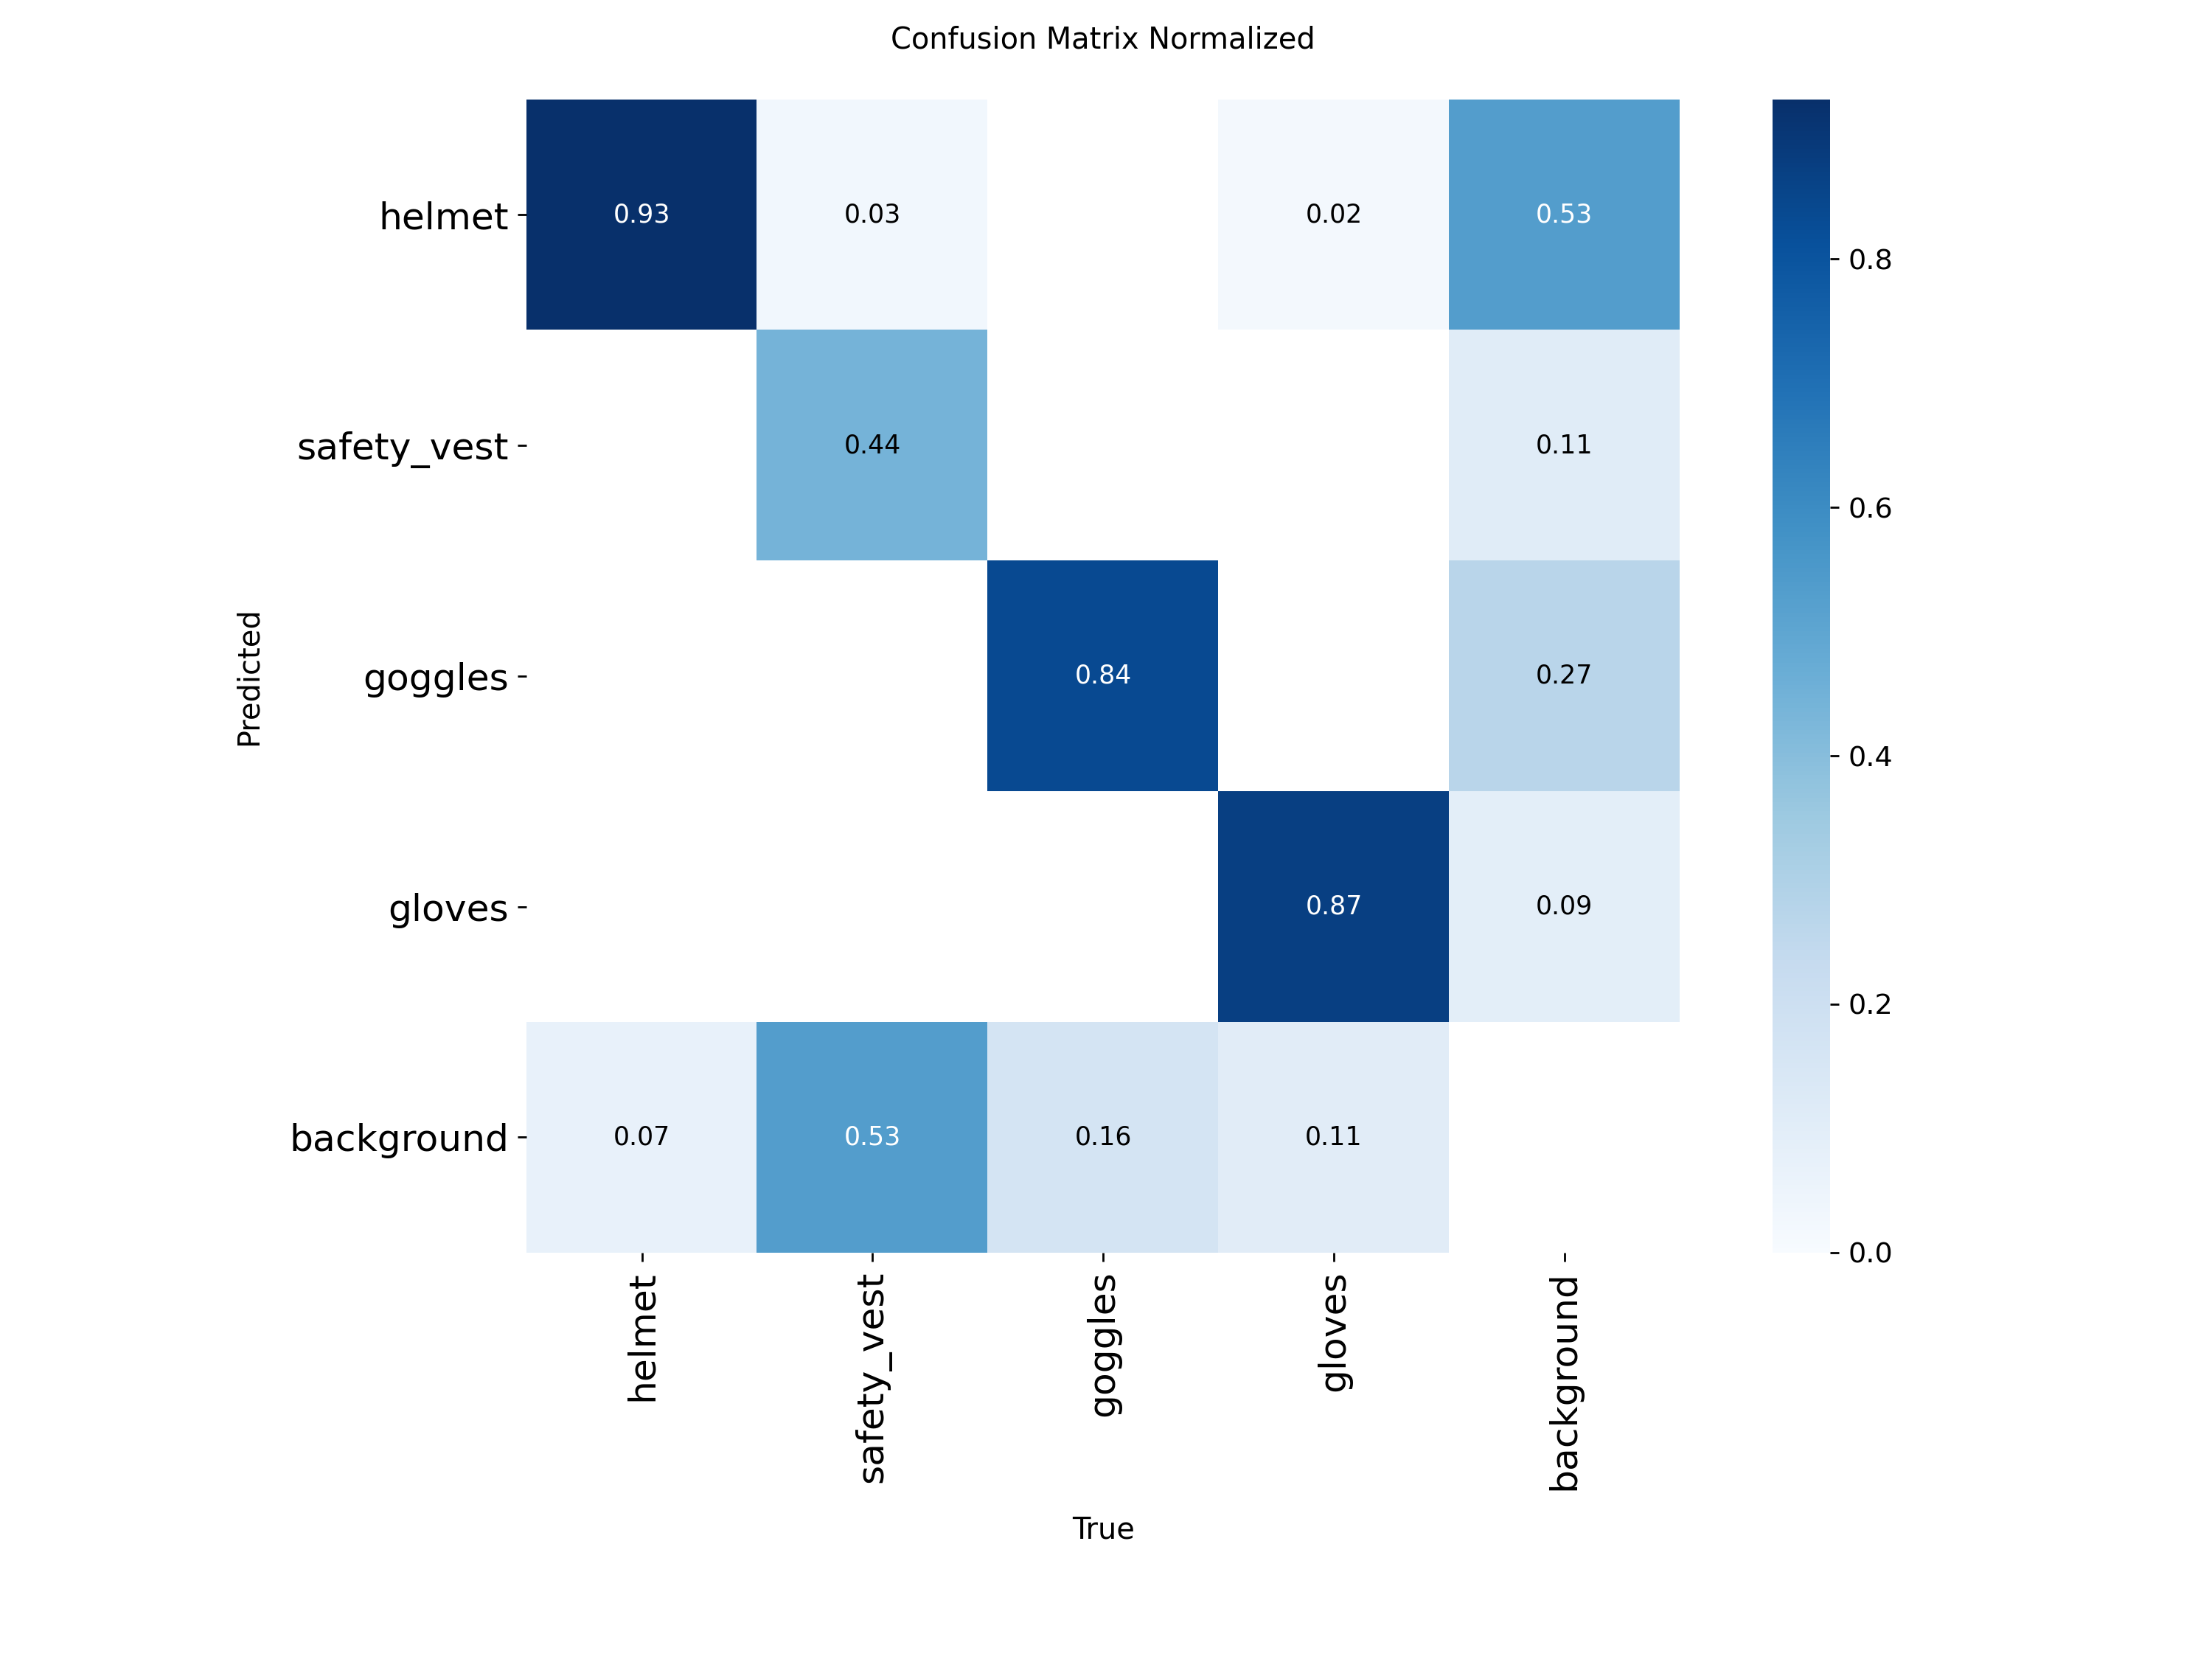 Confusion Matrix Normalized
helmet
0.93
0.03
0.02
0.53
safety_vest
0.44
0.11
goggles
0.84
0.27
gloves
0.87
0.09
background
0.07
0.53
0.16
0.11
Predicted
helmet
safety_vest
goggles
gloves
background
True
0.8
0.6
0.4
0.2
0.0